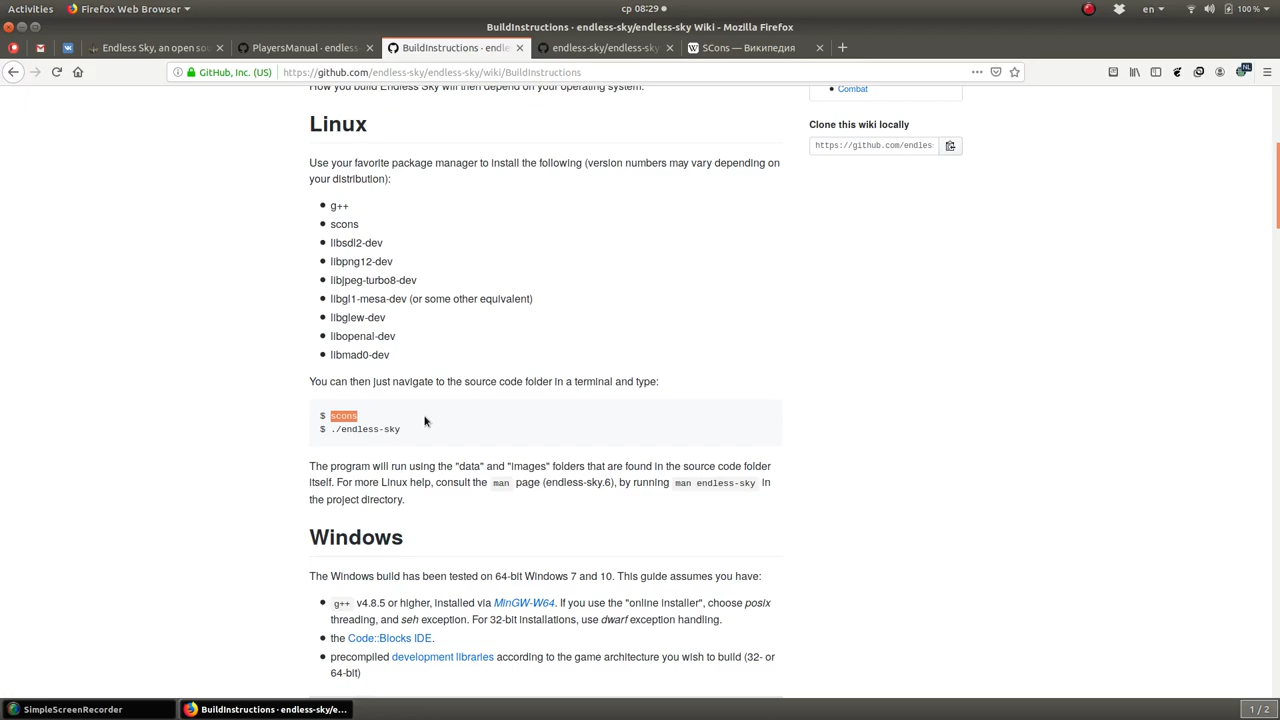 Activities
Firefox Web Browser
ср 08:29
en
100 %
BuildInstructions · endless-sky/endless-sky Wiki - Mozilla Firefox
Endless Sky, an open so
PlayersManual · endless-
BuildInstructions · endle
endless-sky/endless-sky
SCons — Википедия
GitHub, Inc. (US)
https://github.com/endless-sky/endless-sky/wiki/BuildInstructions
NL
How you build Endless Sky will then depend on your operating system.
Combat
Linux
Clone this wiki locally
https://github.com/endles
Use your favorite package manager to install the following (version numbers may vary depending on
your distribution):
g++
scons
libsdl2-dev
libpng12-dev
libjpeg-turbo8-dev
libgl1-mesa-dev (or some other equivalent)
libglew-dev
libopenal-dev
libmad0-dev
You can then just navigate to the source code folder in a terminal and type:
$ scons
$ ./endless-sky
The program will run using the "data" and "images" folders that are found in the source code folder
itself. For more Linux help, consult the man page (endless-sky.6), by running man endless-sky in
the project directory.
Windows
The Windows build has been tested on 64-bit Windows 7 and 10. This guide assumes you have:
g++ v4.8.5 or higher, installed via MinGW-W64. If you use the "online installer", choose posix
threading, and seh exception. For 32-bit installations, use dwarf exception handling.
the Code::Blocks IDE.
precompiled development libraries according to the game architecture you wish to build (32- or
64-bit)
SimpleScreenRecorder
BuildInstructions · endless-sky/e...
1 / 2